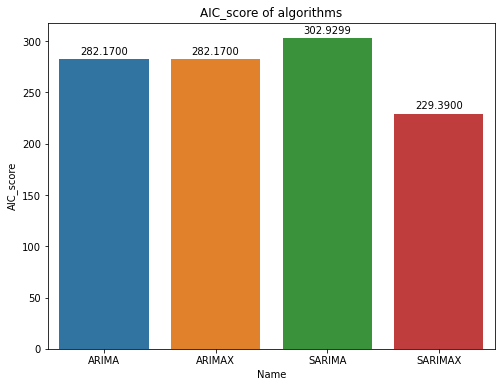 AIC_score of algorithms
302.9299
282.1700
282.1700
229.3900
300
250
200
150
100
50
0
AIC_score
ARIMA
ARIMAX
SARIMA
SARIMAX
Name